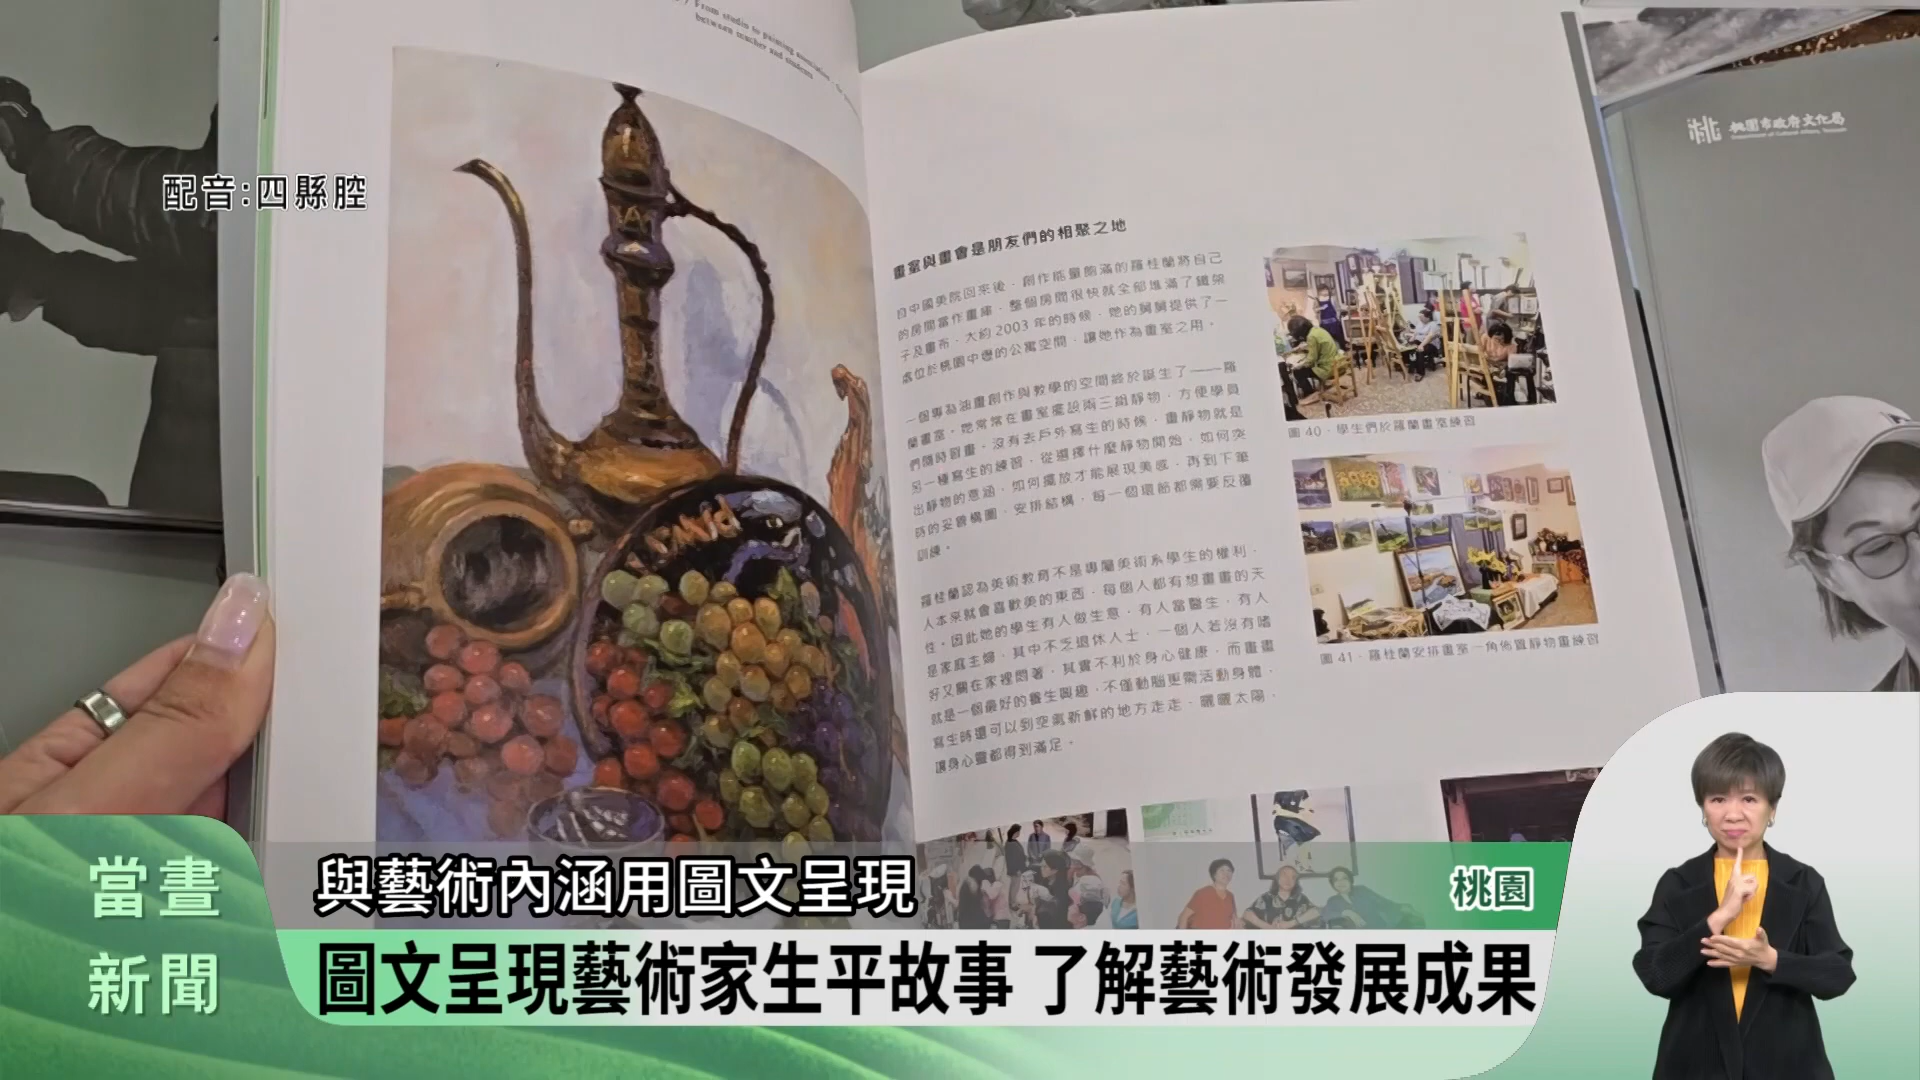 From studio to painting association
between teacher and students
桃園市政府文化局
配音:四縣腔
畫室與畫會是朋友們的相聚之地
自中國美院回來後，創作能量飽滿的羅桂蘭將自己
的房間當作畫庫，整個房間很快就全部堆滿了鐵架
子及畫布，大約 2003 年的時候，她的舅舅提供了一
處位於桃園中壢的公寓空間，讓她作為畫室之用。
一個專為油畫創作與教學的空間終於誕生了——羅
蘭畫室。她常常在畫室擺設兩三組靜物，方便學員
們隨時習畫。沒有去戶外寫生的時候，畫靜物就是
另一種寫生的練習，從選擇什麼靜物開始，如何突
出靜物的意涵，如何擺放才能展現美感，再到下筆
時的妥貼構圖、安排結構，每一個環節都需要反覆
訓練。
羅桂蘭認為美術教育不是專屬美術系學生的權利，
人本來就會喜歡美的東西，每個人都有想畫畫的天
性。因此她的學生有人做生意，有人當醫生，有人
是家庭主婦，其中不乏退休人士，一個人若沒有嗜
好又關在家裡悶著，其實不利於身心健康，而畫畫
就是一個最好的養生興趣，不僅動腦更需活動身體，
寫生時還可以到空氣新鮮的地方走走、曬曬太陽，
讓身心靈都得到滿足。
圖 40．學生們於羅蘭畫室練習
圖 41．羅桂蘭安排畫室一角佈置靜物畫練習
當晝
新聞
與藝術內涵用圖文呈現
桃園
圖文呈現藝術家生平故事 了解藝術發展成果